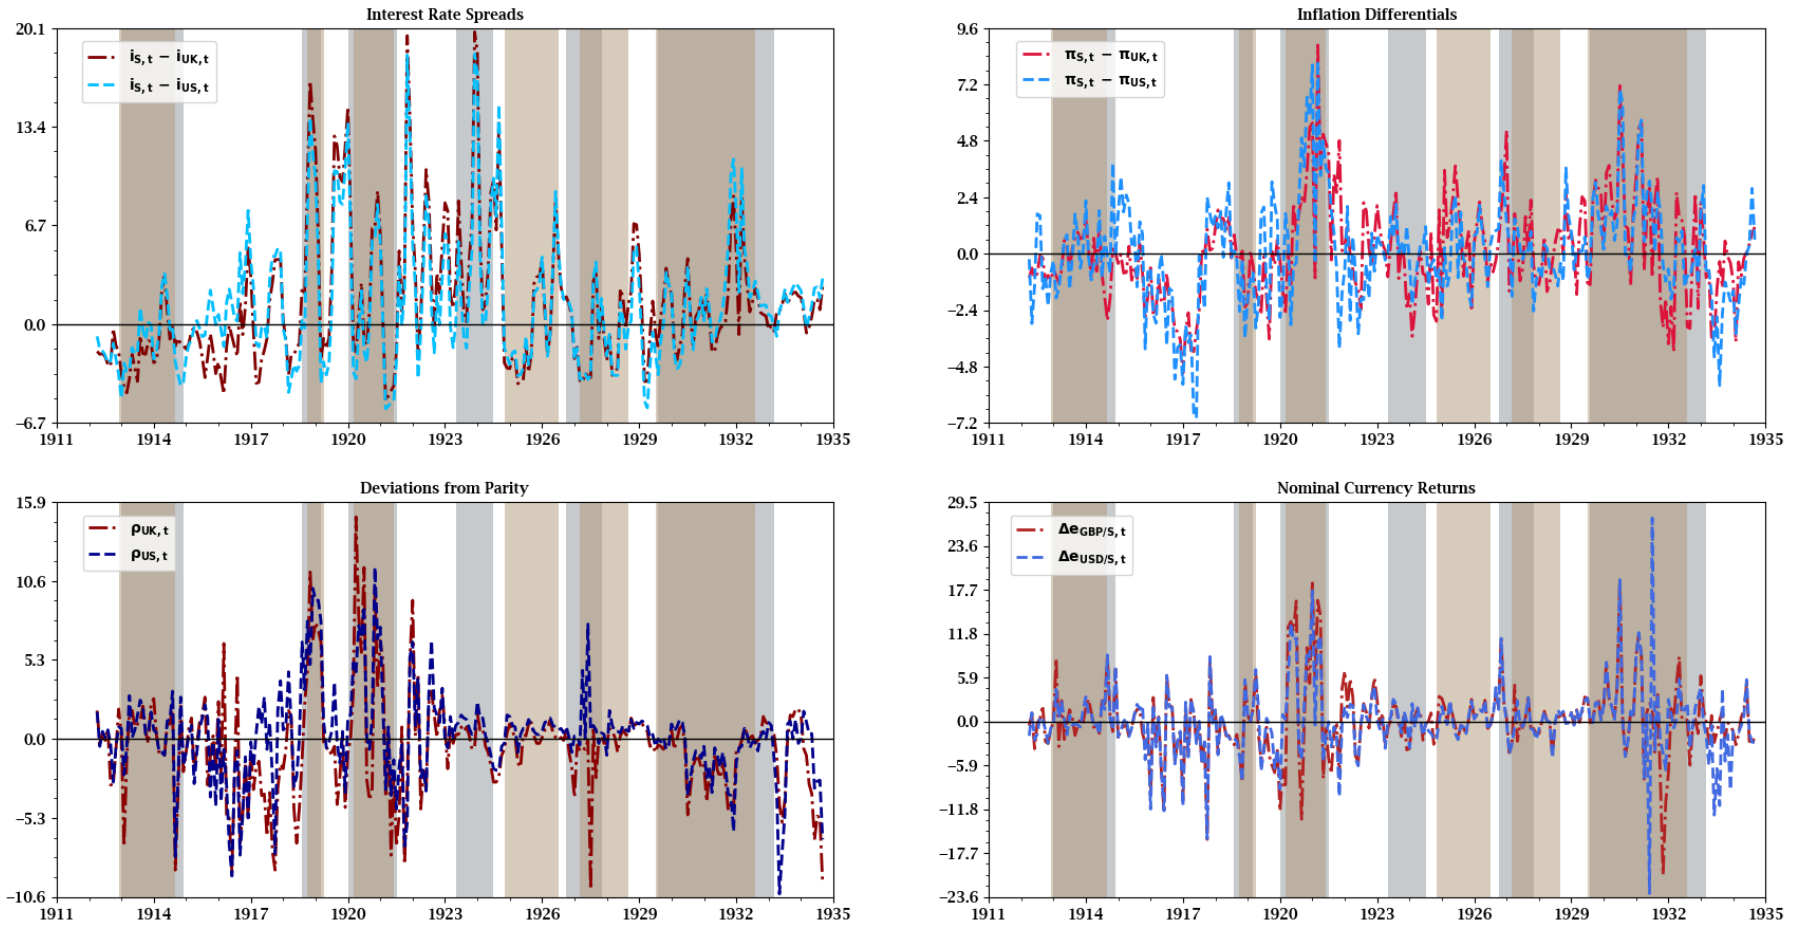 Interest Rate Spreads
20.1
13.4
6.7
0.0
−6.7
iS,t − iUK,t
iS,t − iUS,t
1911 1914 1917 1920 1923 1926 1929 1932 1935
Inflation Differentials
9.6
7.2
4.8
2.4
0.0
−2.4
−4.8
−7.2
πS,t − πUK,t
πS,t − πUS,t
1911 1914 1917 1920 1923 1926 1929 1932 1935
Deviations from Parity
15.9
10.6
5.3
0.0
−5.3
−10.6
ρUK,t
ρUS,t
1911 1914 1917 1920 1923 1926 1929 1932 1935
Nominal Currency Returns
29.5
23.6
17.7
11.8
5.9
0.0
−5.9
−11.8
−17.7
−23.6
ΔeGBP/S,t
ΔeUSD/S,t
1911 1914 1917 1920 1923 1926 1929 1932 1935